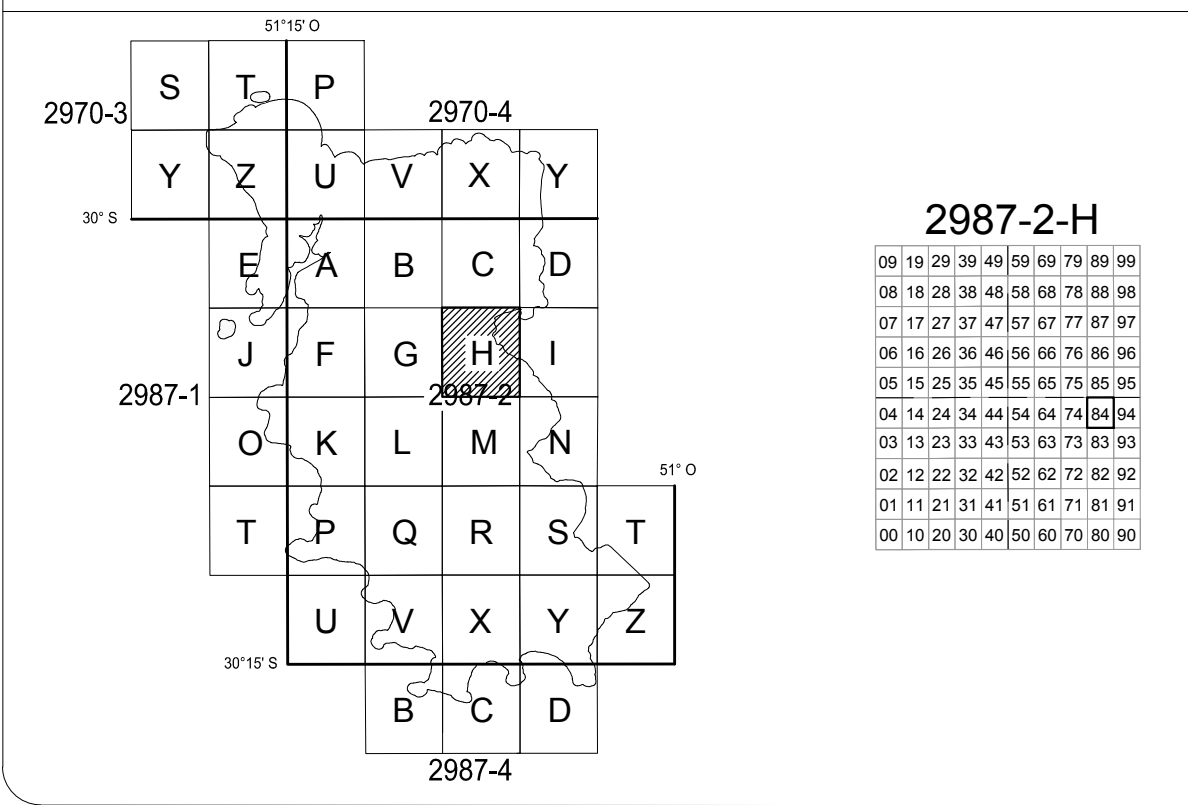 51°15' O
S T P
2970-3 2970-4
Y Z U V X Y
30° S
E A B C D
J F G H I
2987-1 2987-2
O K L M N
51° O
T P Q R S T
U V X Y Z
30°15' S
B C D
2987-4
2987-2-H
09 19 29 39 49 59 69 79 89 99
08 18 28 38 48 58 68 78 88 98
07 17 27 37 47 57 67 77 87 97
06 16 26 36 46 56 66 76 86 96
05 15 25 35 45 55 65 75 85 95
04 14 24 34 44 54 64 74 84 94
03 13 23 33 43 53 63 73 83 93
02 12 22 32 42 52 62 72 82 92
01 11 21 31 41 51 61 71 81 91
00 10 20 30 40 50 60 70 80 90